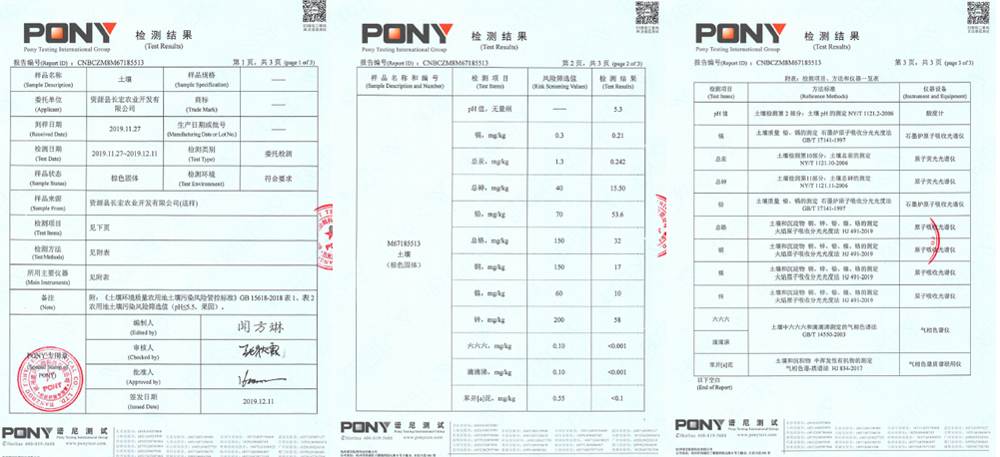 PONY
Pony Testing International Group
检 测 结 果
(Test Results)
报告编号(Report ID)：CNBCZM8M67185513
第 1 页，共 3 页 (page 1 of 3)
样品名称
(Sample Description)
土壤
样品规格
(Sample Specification)
——
委托单位
(Applicant)
资源县长宏农业开发有限公司
商标
(Trade Mark)
——
到样日期
(Received Date)
2019.11.27
生产日期或批号
(Manufacturing Date or Lot No.)
——
检测日期
(Test Date)
2019.11.27~2019.12.11
检测类别
(Test Type)
委托检测
样品状态
(Sample Status)
棕色固体
检测环境
(Test Environment)
符合要求
样品来源
(Sample From)
资源县长宏农业开发有限公司(送样)
检测项目
(Test Items)
见下页
检测方法
(Test Methods)
见附表
所用主要仪器
(Main Instruments)
见附表
备注
(Note)
附：《土壤环境质量农用地土壤污染风险管控标准》GB 15618-2018 表 1、表 2
农用地土壤污染风险筛选值（pH≤5.5、果园）。
编制人
(Edited by)
闻方琳
审核人
(Checked by)
批准人
(Approved by)
签发日期
(Issued Date)
2019.12.11
PONY 专用章
(Special Stamp of PONY)
PONY 谱尼测试
Pony Testing International Group
Hotline 400-819-5688 www.ponytest.com
PONY
Pony Testing International Group
检 测 结 果
(Test Results)
报告编号(Report ID)：CNBCZM8M67185513
第 2 页，共 3 页 (page 2 of 3)
样 品 名 称 和 编 号
(Sample Description and Number)
检 测 项 目
(Test Items)
风险筛选值
(Risk Screening Values)
检 测 结 果
(Test Results)
M67185513
土壤
（棕色固体）
pH 值，无量纲 —— 5.3
镉，mg/kg 0.3 0.21
总汞，mg/kg 1.3 0.242
总砷，mg/kg 40 15.50
铅，mg/kg 70 53.6
总铬，mg/kg 150 32
铜，mg/kg 150 17
镍，mg/kg 60 10
锌，mg/kg 200 58
六六六，mg/kg 0.10 <0.001
滴滴涕，mg/kg 0.10 <0.001
苯并[a]芘，mg/kg 0.55 <0.1
PONY 谱尼测试
Pony Testing International Group
Hotline 400-819-5688 www.ponytest.com
PONY
Pony Testing International Group
检 测 结 果
(Test Results)
报告编号(Report ID)：CNBCZM8M67185513
第 3 页，共 3 页 (page 3 of 3)
附表：检测项目、方法和仪器一览表
检测项目
(Test Items)
方法标准
(Reference Methods)
仪器设备
(Instrument and Equipment)
pH 值 土壤检测第 2 部分：土壤 pH的测定 NY/T 1121.2-2006 酸度计
镉 土壤质量 铅、镉的测定 石墨炉原子吸收分光光度法 GB/T 17141-1997 石墨炉原子吸收光谱仪
总汞 土壤检测第10部分：土壤总汞的测定 NY/T 1121.10-2006 原子荧光光谱仪
总砷 土壤检测第11部分：土壤总砷的测定 NY/T 1121.11-2006 原子荧光光谱仪
铅 土壤质量 铅、镉的测定 石墨炉原子吸收分光光度法 GB/T 17141-1997 石墨炉原子吸收光谱仪
总铬 土壤和沉淀物 铜、锌、铅、镍、铬的测定 火焰原子吸收分光光度法 HJ 491-2019 原子吸收光谱仪
铜 土壤和沉淀物 铜、锌、铅、镍、铬的测定 火焰原子吸收分光光度法 HJ 491-2019 原子吸收光谱仪
镍 土壤和沉淀物 铜、锌、铅、镍、铬的测定 火焰原子吸收分光光度法 HJ 491-2019 原子吸收光谱仪
锌 土壤和沉淀物 铜、锌、铅、镍、铬的测定 火焰原子吸收分光光度法 HJ 491-2019 原子吸收光谱仪
六六六
滴滴涕
土壤中六六六和滴滴涕测定的气相色谱法
GB/T 14550-2003
气相色谱仪
苯并[a]芘 土壤和沉积物 半挥发性有机物的测定 气相色谱-质谱法 HJ 834-2017 气相色谱质谱联用仪
以下空白
(End of Report)
PONY 谱尼测试
Pony Testing International Group
Hotline 400-819-5688 www.ponytest.com